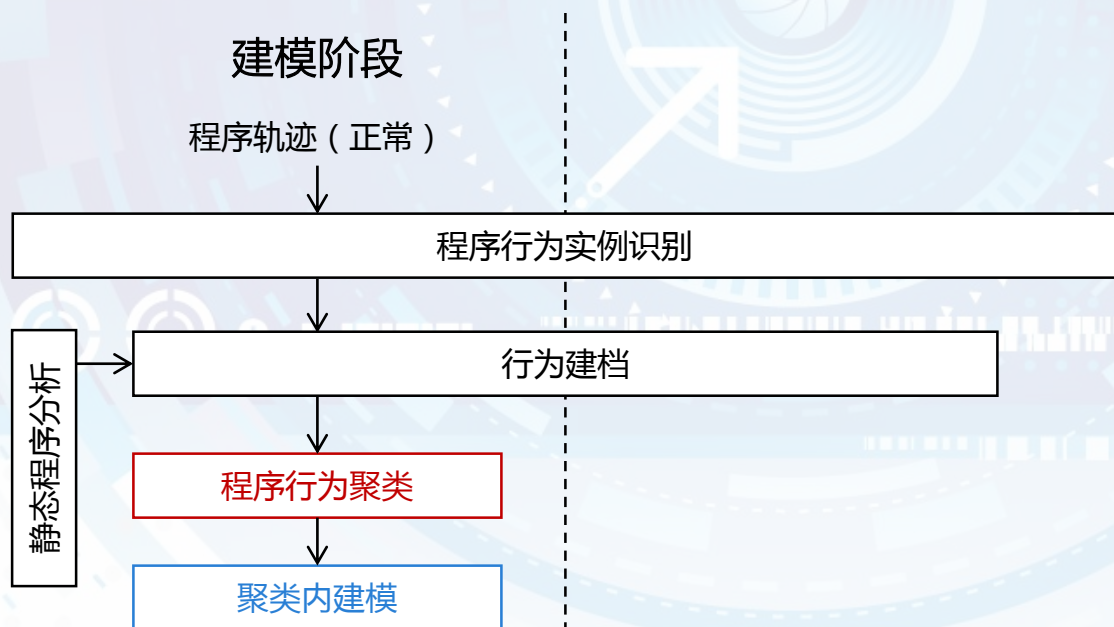 建模阶段
程序轨迹（正常）
程序行为实例识别
行为建档
静态程序分析
程序行为聚类
聚类内建模